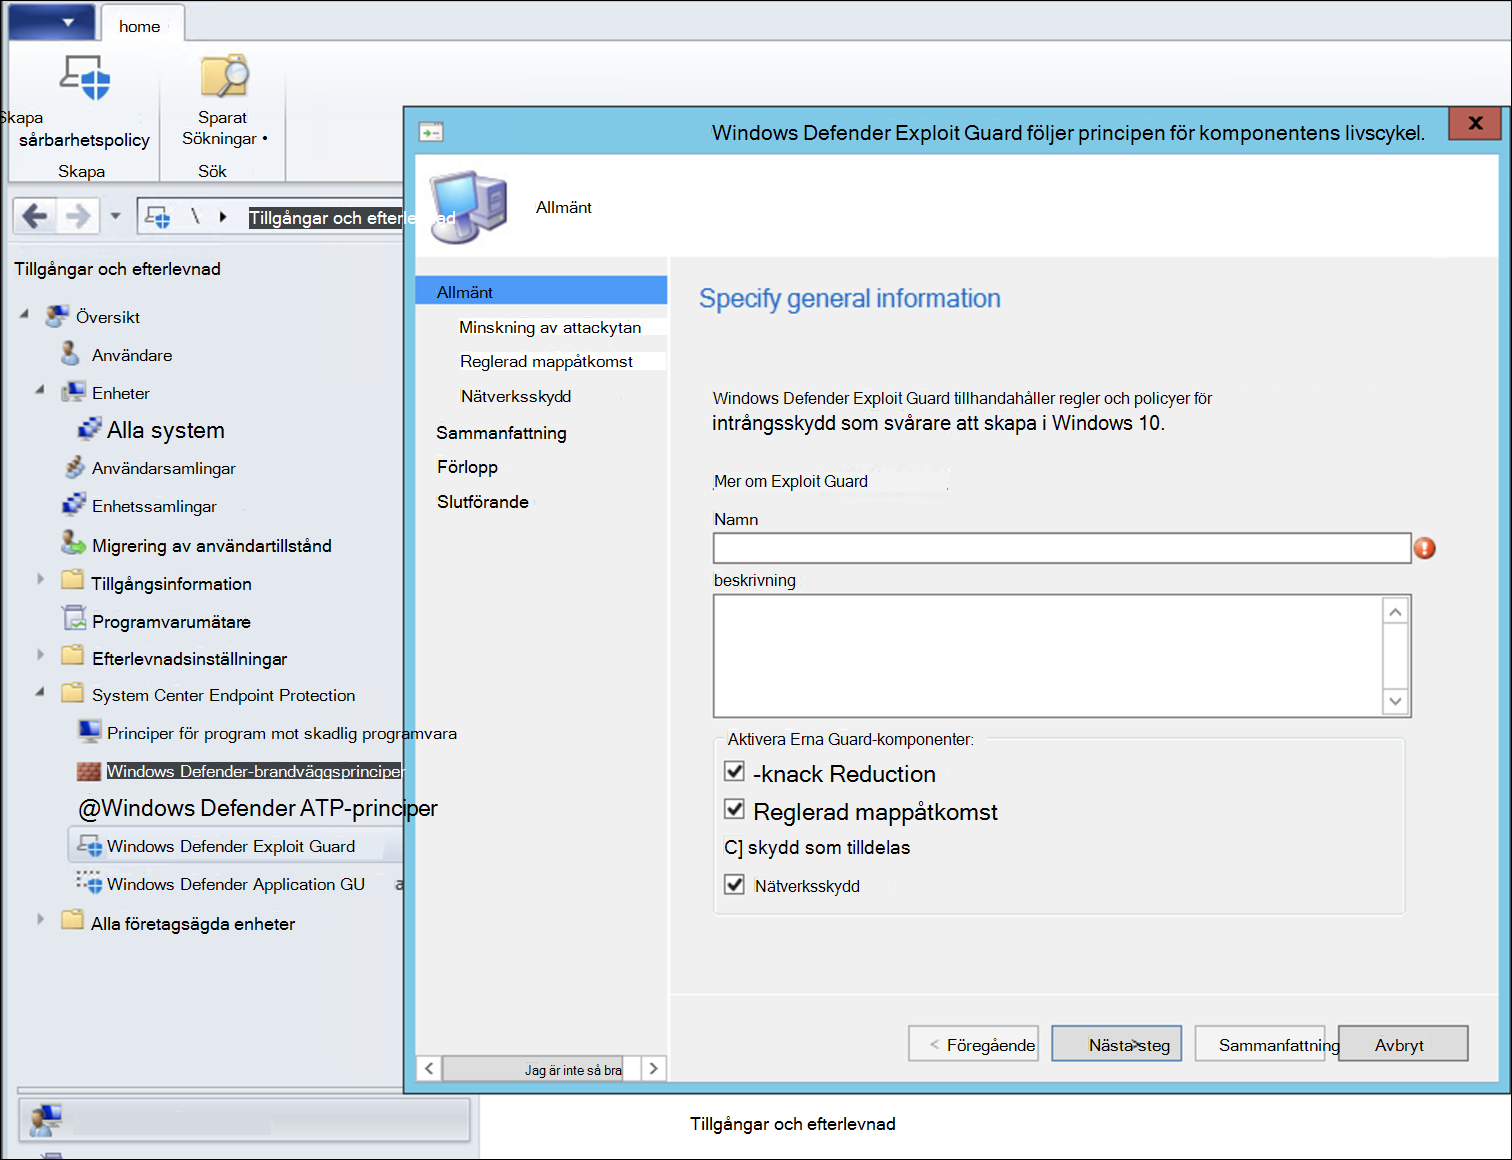 home
Skapa
sårbarhetspolicy
Skapa
Sparat
Sökningar •
Sök
\
Tillgångar och efterlevnad
Tillgångar och efterlevnad
Översikt
Användare
Enheter
Alla system
Användarsamlingar
Enhetssamlingar
Migrering av användartillstånd
Tillgångsinformation
Programvarumätare
Efterlevnadsinställningar
System Center Endpoint Protection
Principer för program mot skadlig programvara
Windows Defender-brandväggsprinciper
@Windows Defender ATP-principer
Windows Defender Exploit Guard
Windows Defender Application GU a
Alla företagsägda enheter
Windows Defender Exploit Guard följer principen för komponentens livscykel.
X
Allmänt
Allmänt
Minskning av attackytan
Reglerad mappåtkomst
Nätverksskydd
Sammanfattning
Förlopp
Slutförande
Jag är inte så bra
Specify general information
Windows Defender Exploit Guard tillhandahåller regler och policyer för
intrångsskydd som svårare att skapa i Windows 10.
Mer om Exploit Guard
Namn
beskrivning
Aktivera Erna Guard-komponenter:
-knack Reduction
Reglerad mappåtkomst
C] skydd som tilldelas
Nätverksskydd
< Föregående
Nästa steg >
Sammanfattning
Avbryt
Tillgångar och efterlevnad